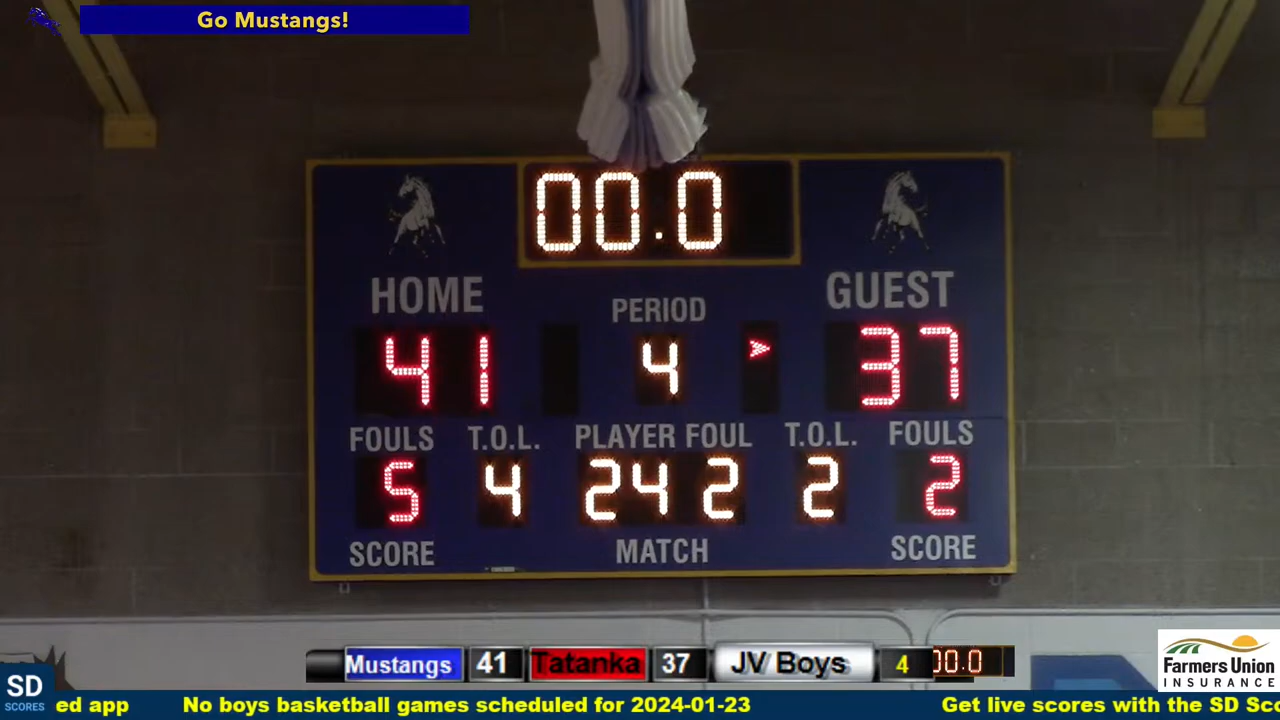 Go Mustangs!
00.0
HOME
PERIOD
GUEST
41
4
37
FOULS
T.O.L.
PLAYER FOUL
T.O.L.
FOULS
5
4
24 2
2
2
SCORE
MATCH
SCORE
Mustangs 41 Tatanka 37 JV Boys 4 00.0
Farmers Union
INSURANCE
SD
SCORES
ed app No boys basketball games scheduled for 2024-01-23 Get live scores with the SD Sco